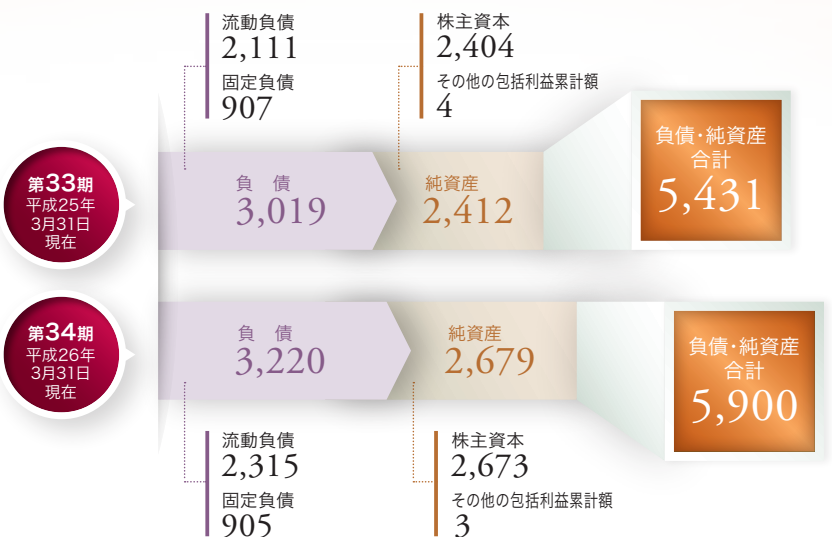 流動負債
2,111
固定負債
907
株主資本
2,404
その他の包括利益累計額
4
第33期
平成25年
3月31日
現在
負　債
3,019
純資産
2,412
負債・純資産
合計
5,431
第34期
平成26年
3月31日
現在
負　債
3,220
純資産
2,679
負債・純資産
合計
5,900
流動負債
2,315
固定負債
905
株主資本
2,673
その他の包括利益累計額
3